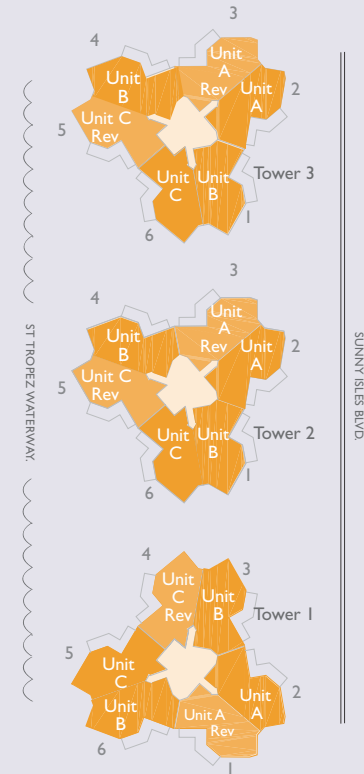 3
4
Unit
A
Rev
Unit
B
Unit
A
2
5
Unit C
Rev
Tower 3
Unit
C
Unit
B
1
6
3
4
Unit
A
Rev
Unit
B
Unit
A
2
5
Unit C
Rev
ST TROPEZ WATERWAY.
SUNNY ISLES BLVD.
Tower 2
Unit
C
Unit
B
1
6
4
3
Unit
C
Rev
Unit
B
Tower 1
5
Unit
C
Unit
A
2
Unit
B
Unit A
Rev
6
1